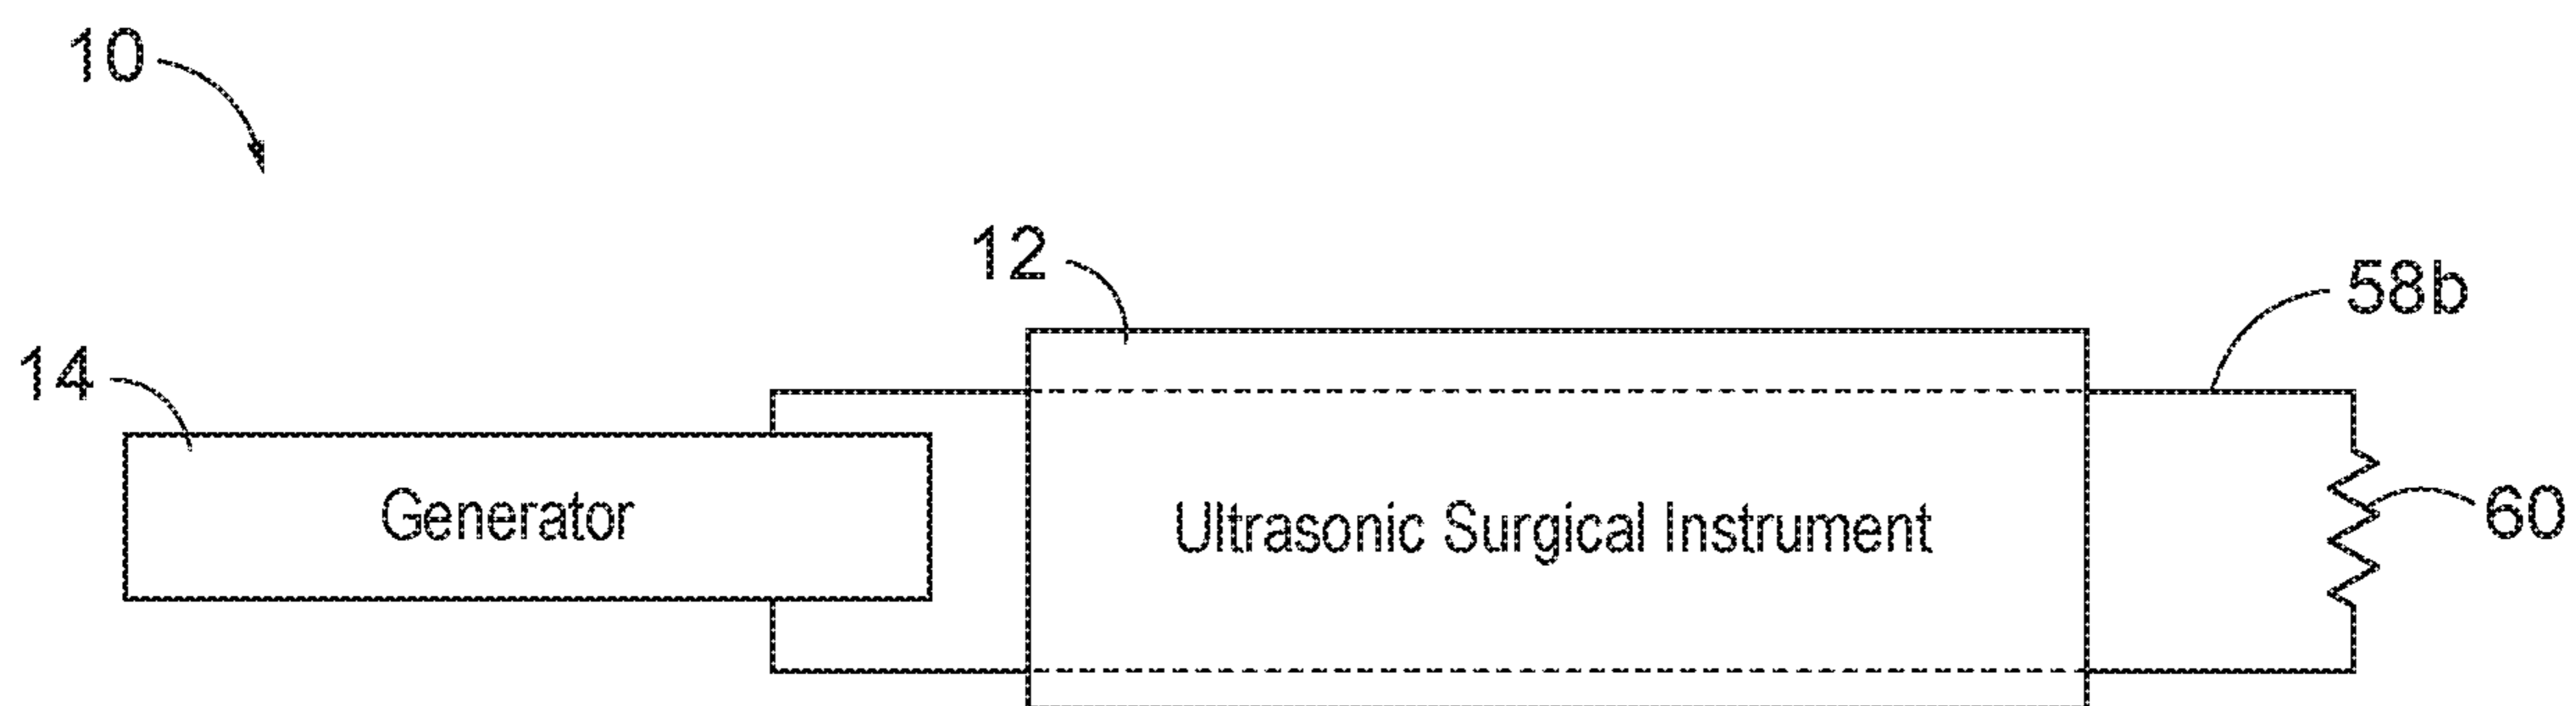 10
12
58b
14
Generator
Ultrasonic Surgical Instrument
60